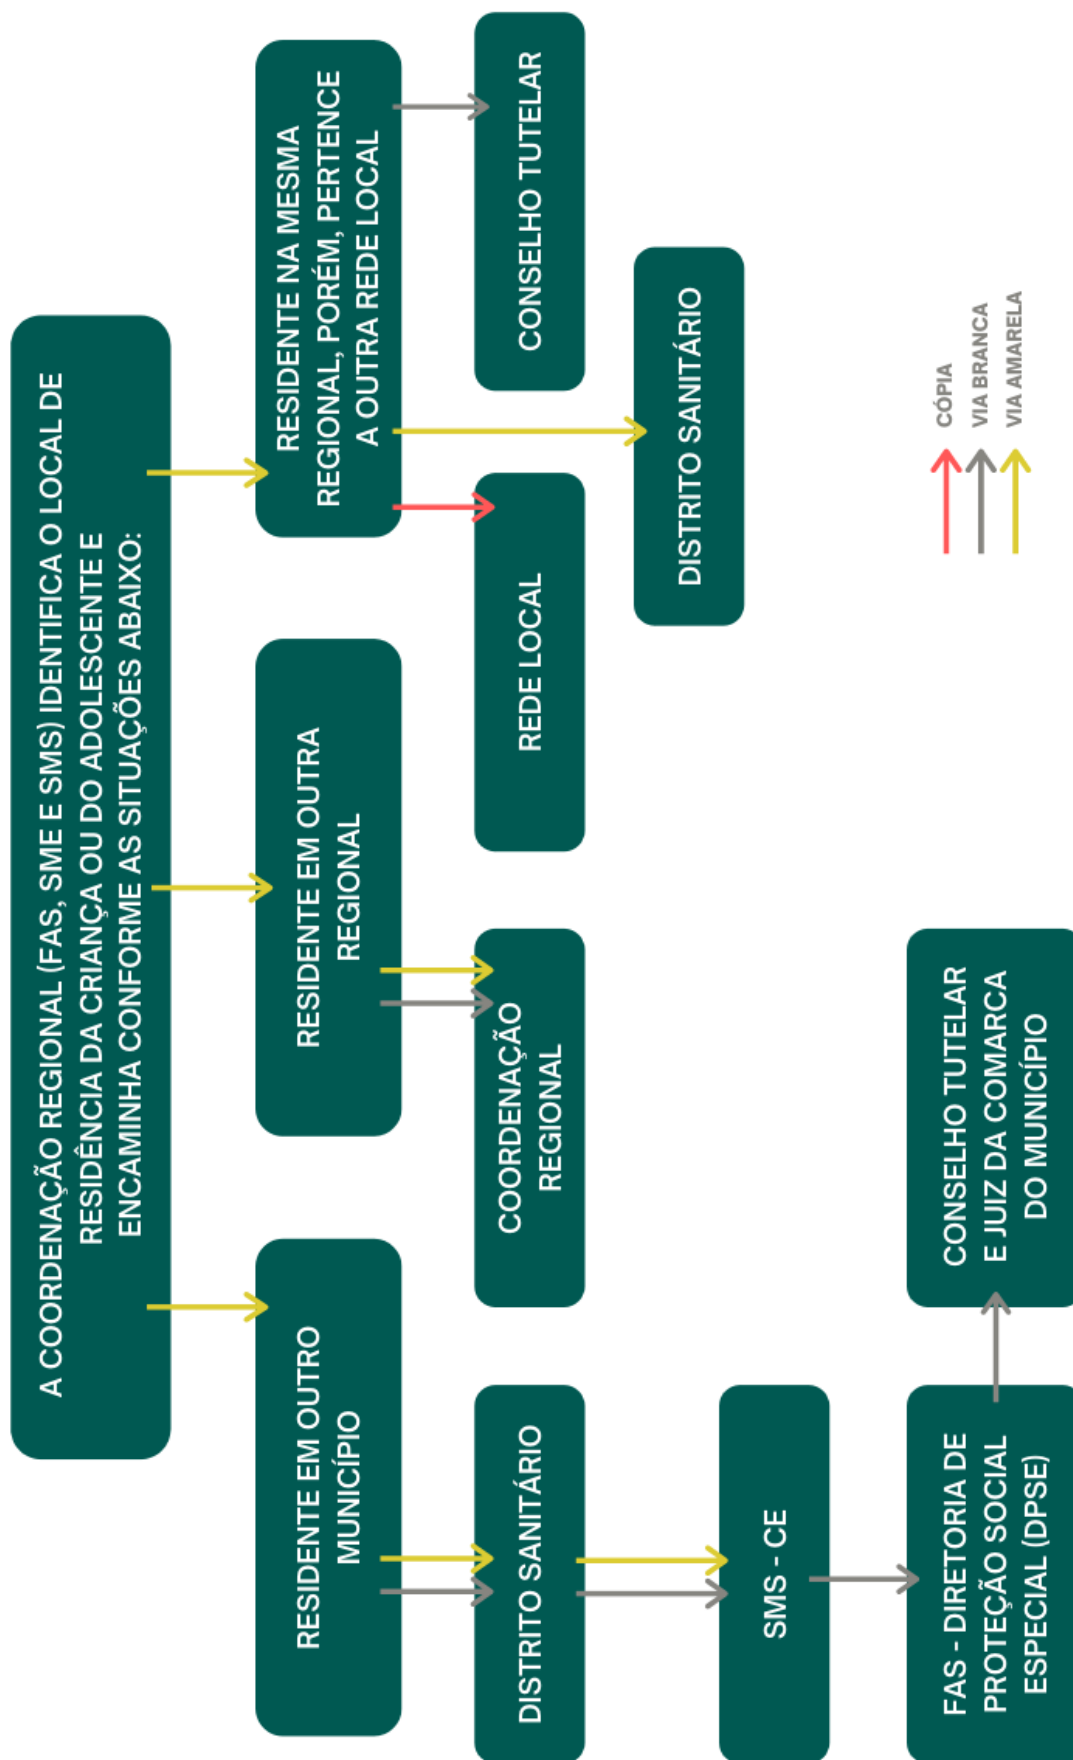 A COORDENAÇÃO REGIONAL (FAS, SME E SMS) IDENTIFICA O LOCAL DE
RESIDÊNCIA DA CRIANÇA OU DO ADOLESCENTE E
ENCAMINHA CONFORME AS SITUAÇÕES ABAIXO:
RESIDENTE EM OUTRO
MUNICÍPIO
RESIDENTE EM OUTRA
REGIONAL
RESIDENTE NA MESMA
REGIONAL, PORÉM, PERTENCE
A OUTRA REDE LOCAL
DISTRITO SANITÁRIO
COORDENAÇÃO
REGIONAL
REDE LOCAL
CONSELHO TUTELAR
DISTRITO SANITÁRIO
SMS - CE
FAS - DIRETORIA DE
PROTEÇÃO SOCIAL
ESPECIAL (DPSE)
CONSELHO TUTELAR
E JUIZ DA COMARCA
DO MUNICÍPIO
CÓPIA
VIA BRANCA
VIA AMARELA